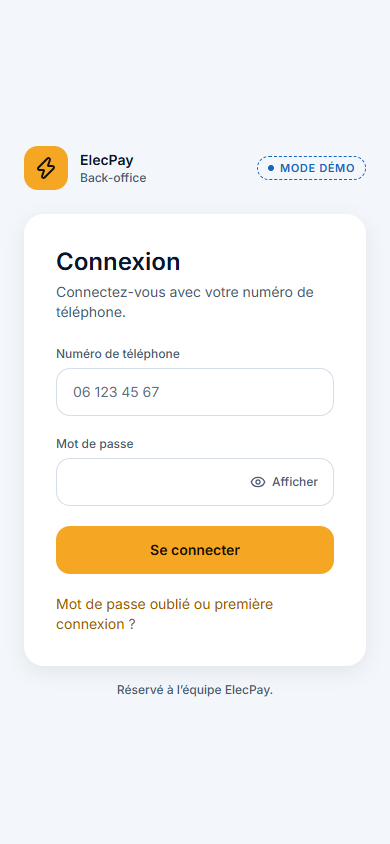 ElecPay
Back-office
MODE DÉMO
Connexion
Connectez-vous avec votre numéro de
téléphone.
Numéro de téléphone
06 123 45 67
Mot de passe
Afficher
Se connecter
Mot de passe oublié ou première
connexion ?
Réservé à l’équipe ElecPay.